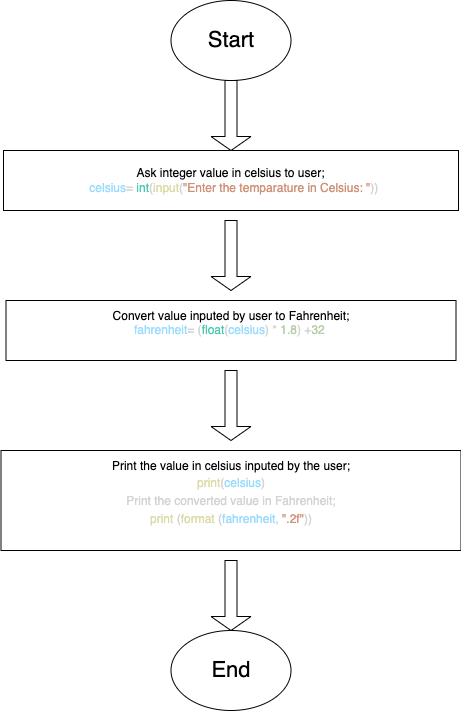 Start
Ask integer value in celsius to user;
celsius= int(input("Enter the temparature in Celsius: "))
Convert value inputed by user to Fahrenheit;
fahrenheit= (float(celsius) * 1.8) +32
Print the value in celsius inputed by the user;
print(celsius)
Print the converted value in Fahrenheit;
print (format (fahrenheit, ".2f"))
End